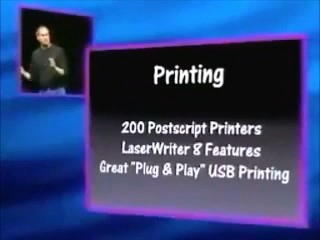 Printing
200 Postscript Printers
LaserWriter 8 Features
Great "Plug & Play" USB Printing